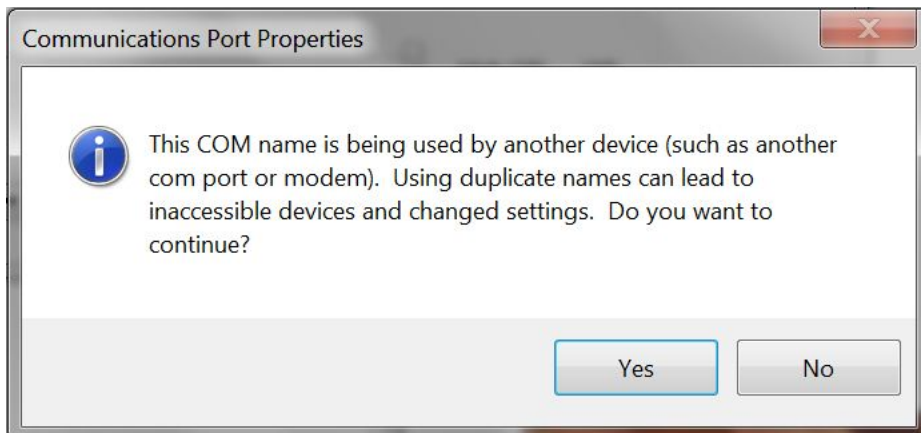 Communications Port Properties
This COM name is being used by another device (such as another
com port or modem).  Using duplicate names can lead to
inaccessible devices and changed settings.  Do you want to
continue?
Yes
No